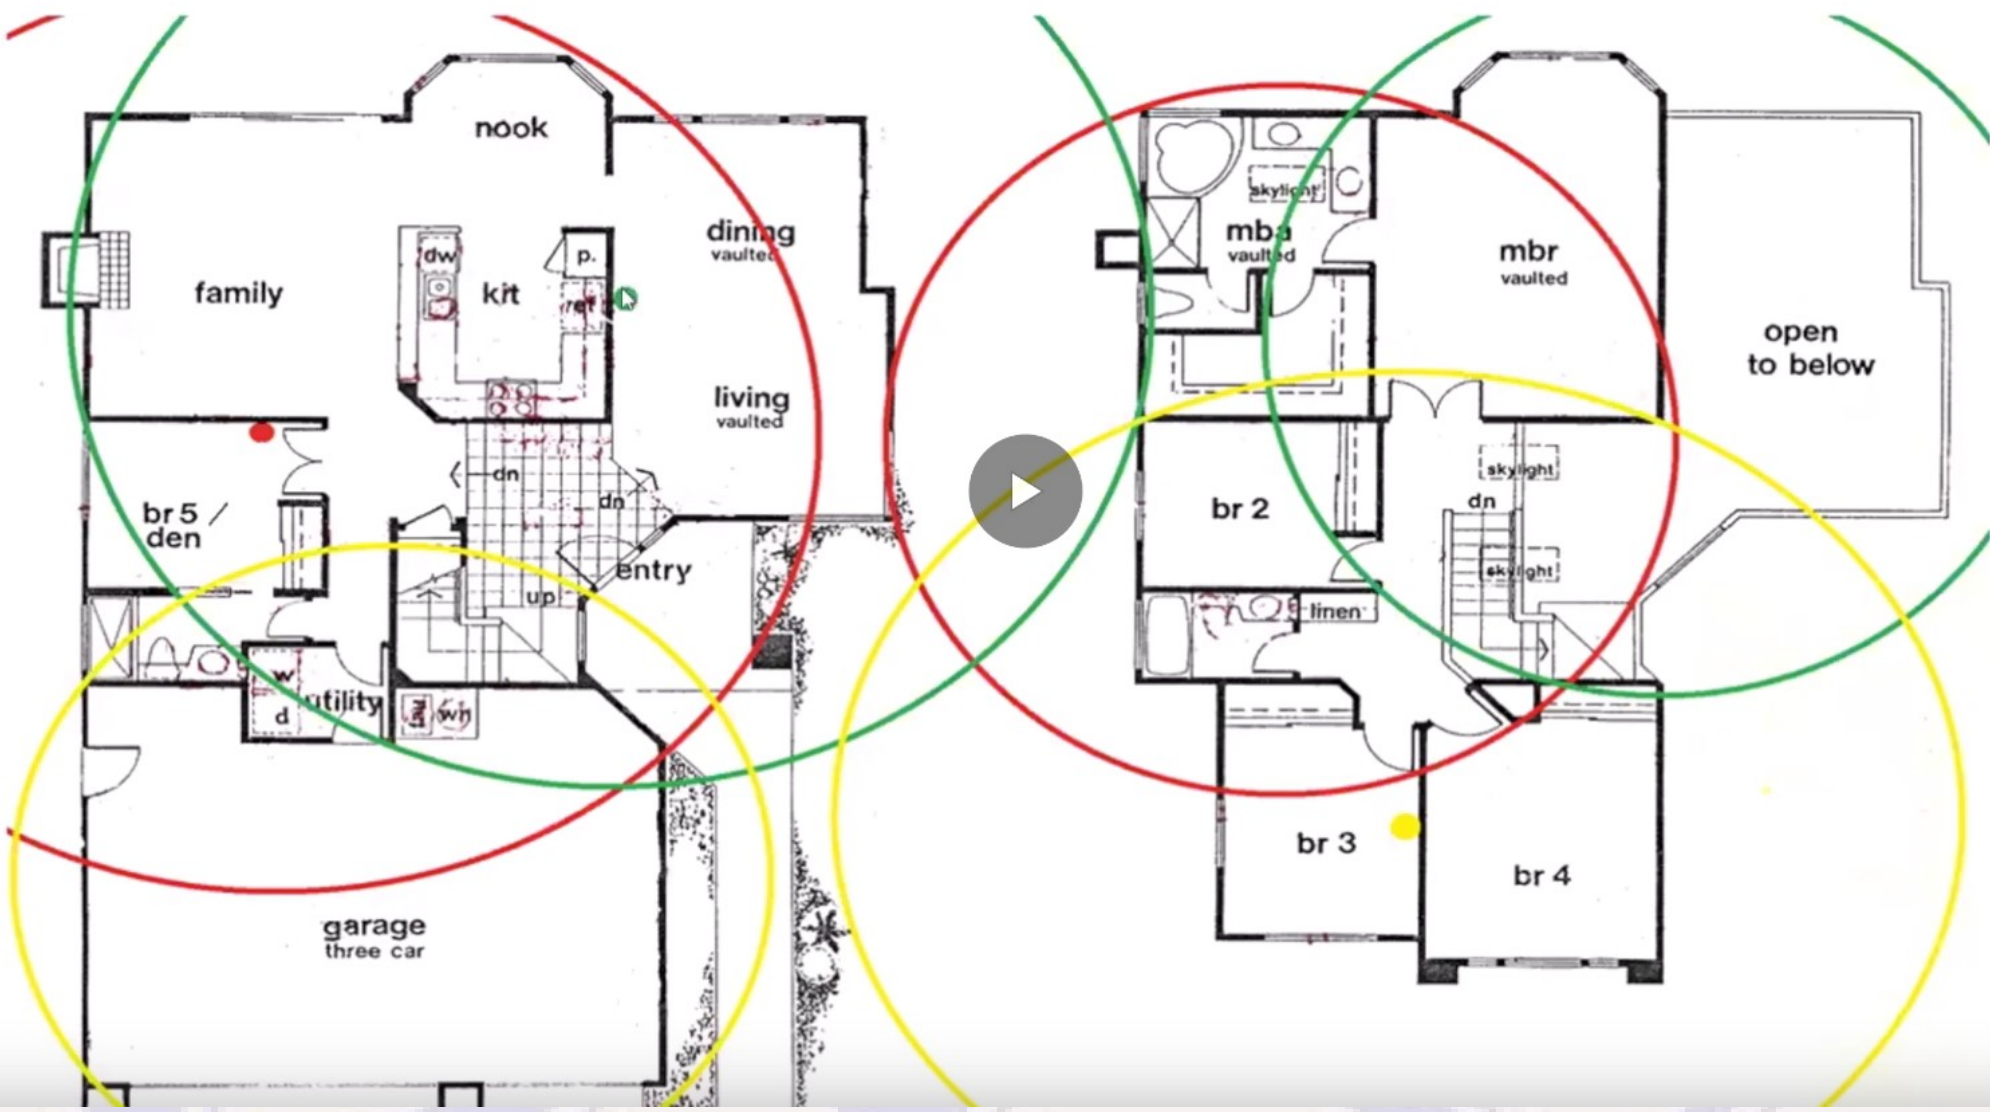 nook
dining
vaulted
dw
p.
family
kit
ref
living
vaulted
dn
dn
br 5 /
den
entry
up
w
d
utility
wh
garage
three car
skylight
mba
vaulted
mbr
vaulted
open
to below
skylight
dn
br 2
skylight
linen
br 3
br 4